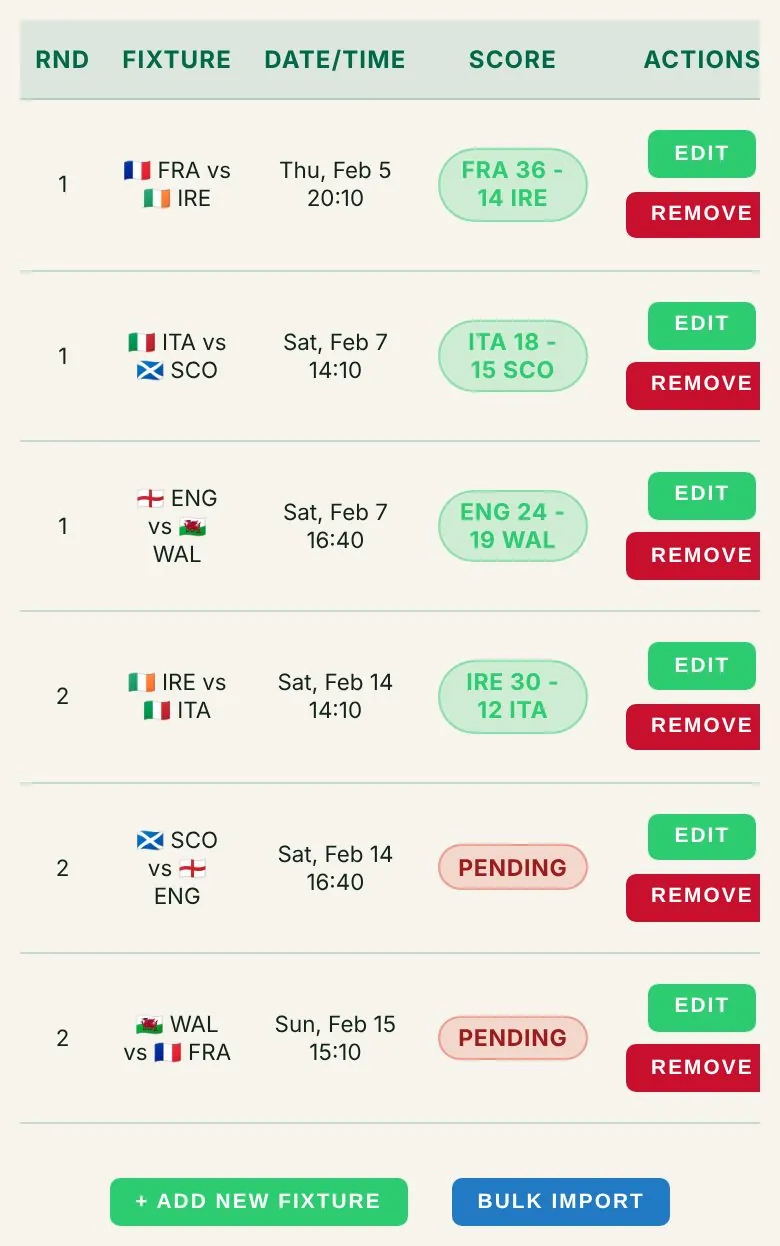 RND FIXTURE DATE/TIME SCORE ACTIONS
1
🇫🇷 FRA vs
🇮🇪 IRE
Thu, Feb 5
20:10
FRA 36 -
14 IRE
EDIT
REMOVE
1
🇮🇹 ITA vs
🏴󠁧󠁢󠁳󠁣󠁴󠁿 SCO
Sat, Feb 7
14:10
ITA 18 -
15 SCO
EDIT
REMOVE
1
🏴󠁧󠁢󠁥󠁮󠁧󠁿 ENG
vs 🏴󠁧󠁢󠁷󠁬󠁳󠁿
WAL
Sat, Feb 7
16:40
ENG 24 -
19 WAL
EDIT
REMOVE
2
🇮🇪 IRE vs
🇮🇹 ITA
Sat, Feb 14
14:10
IRE 30 -
12 ITA
EDIT
REMOVE
2
🏴󠁧󠁢󠁳󠁣󠁴󠁿 SCO
vs 🏴󠁧󠁢󠁥󠁮󠁧󠁿
ENG
Sat, Feb 14
16:40
PENDING
EDIT
REMOVE
2
🏴󠁧󠁢󠁷󠁬󠁳󠁿 WAL
vs 🇫🇷 FRA
Sun, Feb 15
15:10
PENDING
EDIT
REMOVE
+ ADD NEW FIXTURE
BULK IMPORT